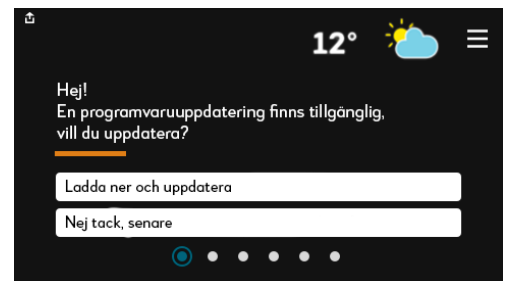 12°
Hej!
En programvaruuppdatering finns tillgänglig,
vill du uppdatera?
Ladda ner och uppdatera
Nej tack, senare